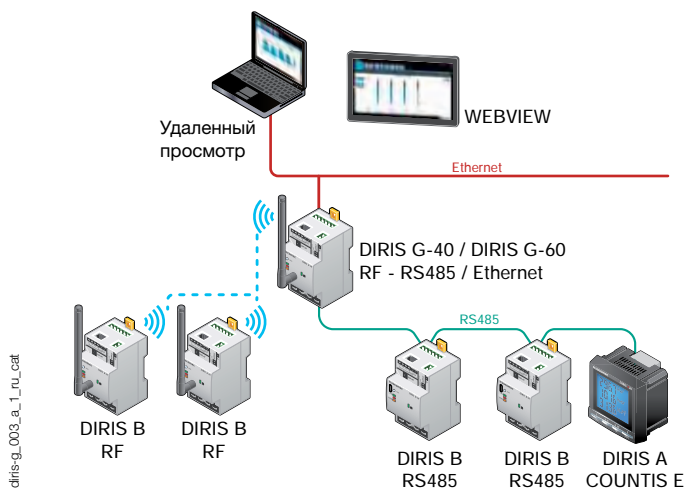 Удаленный
просмотр
WEBVIEW
Ethernet
DIRIS G-40 / DIRIS G-60
RF - RS485 / Ethernet
RS485
DIRIS B
RF
DIRIS B
RF
DIRIS B
RS485
DIRIS B
RS485
DIRIS A
COUNTIS E
diris-g_003_a_1_ru_cat